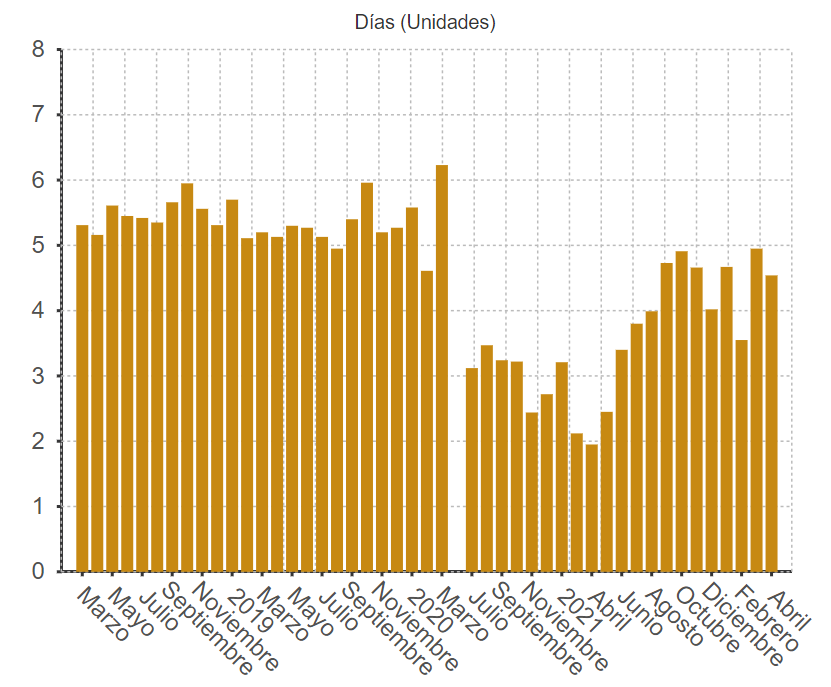 Días (Unidades)
8
7
6
5
4
3
2
1
0
Marzo
Mayo
Julio
Septiembre
Noviembre
2019
Marzo
Mayo
Julio
Septiembre
Noviembre
2020
Marzo
Julio
Septiembre
Noviembre
2021
Abril
Junio
Agosto
Octubre
Diciembre
Febrero
Abril